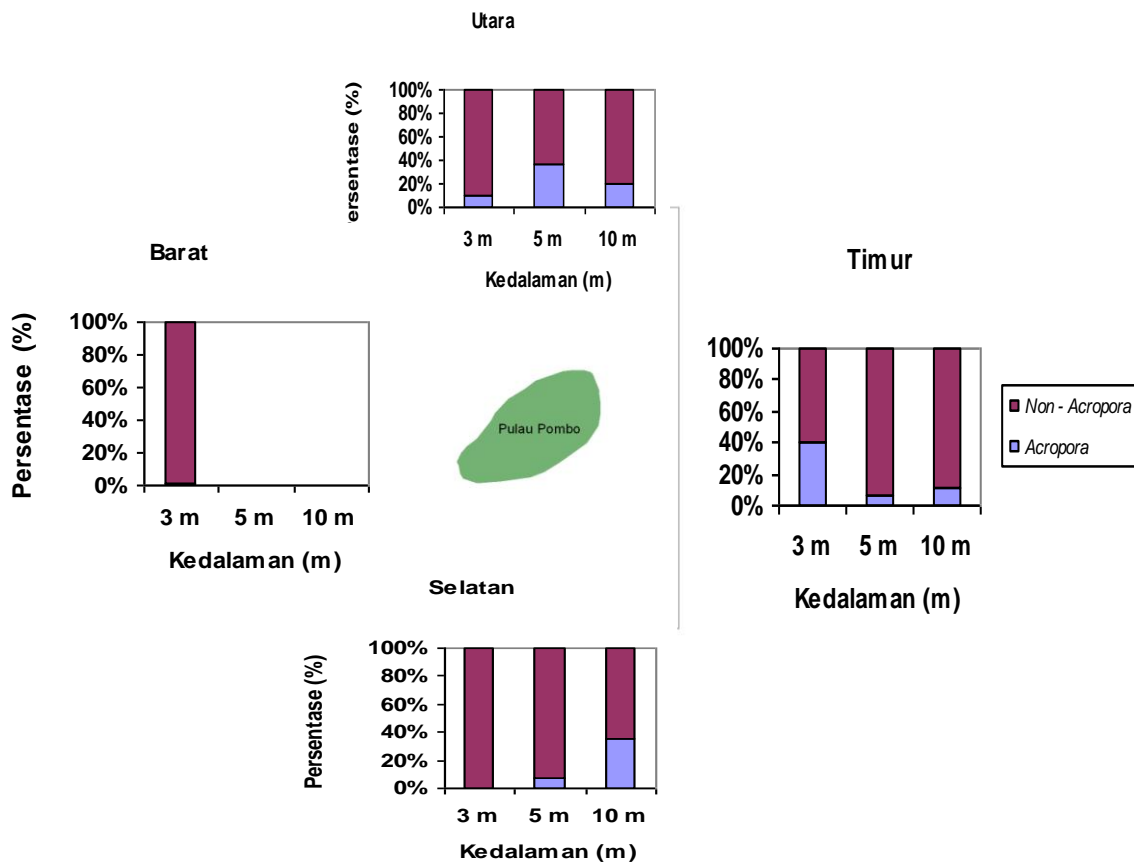 Utara
ersentase (%)
100%
80%
60%
40%
20%
0%
3 m 5 m 10 m
Kedalaman (m)
Barat
Persentase (%)
100%
80%
60%
40%
20%
0%
3 m 5 m 10 m
Kedalaman (m)
Pulau Pombo
Timur
100%
80%
60%
40%
20%
0%
3 m 5 m 10 m
Kedalaman (m)
Non - Acropora
Acropora
Selatan
Persentase (%)
100%
80%
60%
40%
20%
0%
3 m 5 m 10 m
Kedalaman (m)